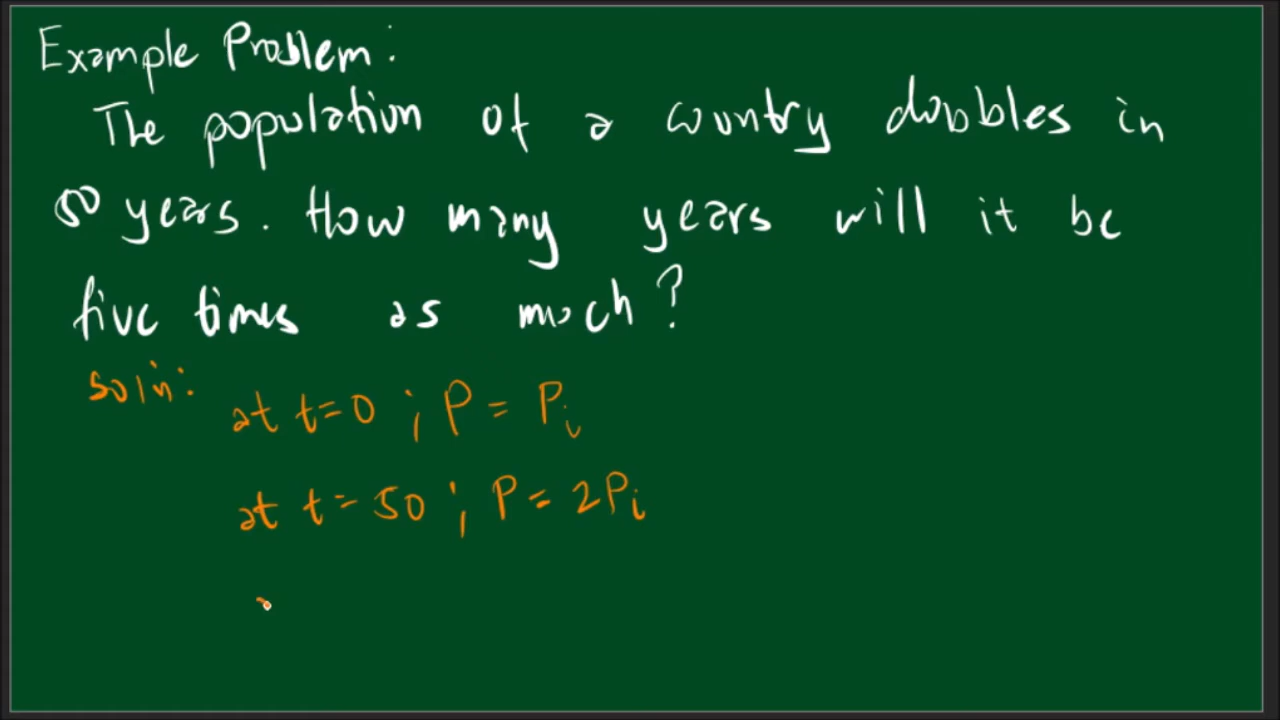 Example Problem:
The population of a country doubles in
50 years. How many years will it be
five times as much?
soln:
at t=0 ; P = Pi
at t=50 ; P = 2Pi